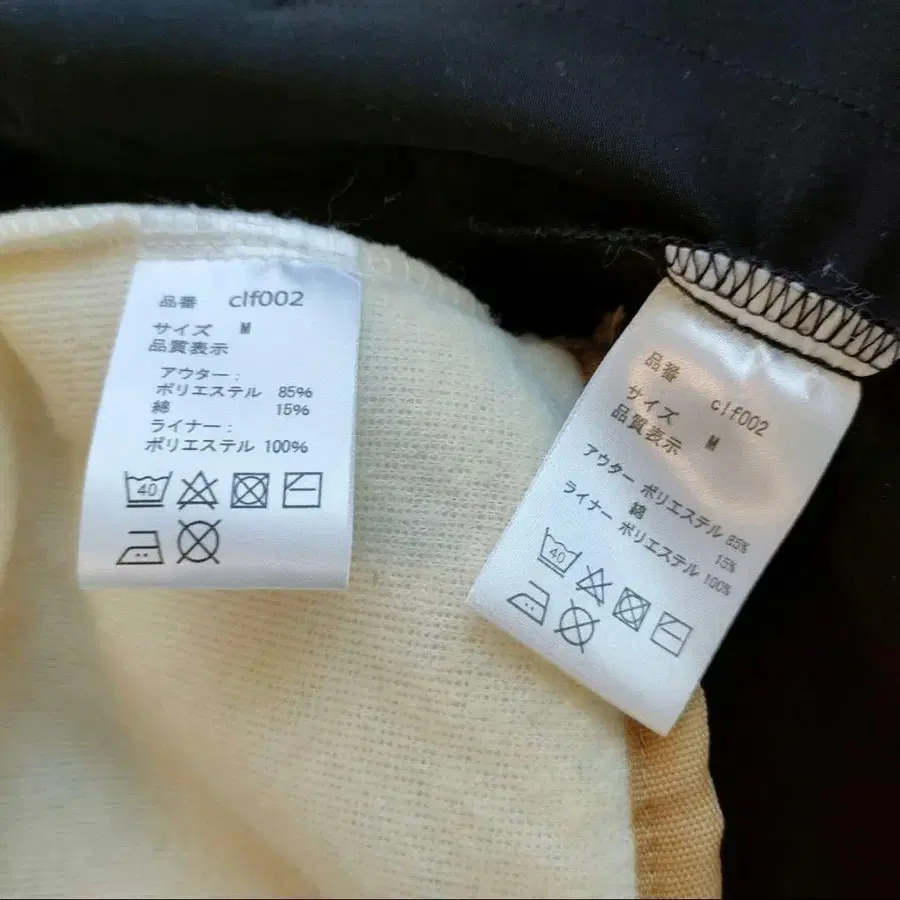 品番 clf002
サイズ M
品質表示
アウター:
ポリエステル 85%
綿 15%
ライナー:
ポリエステル 100%
40
品番 clf002
サイズ M
品質表示
アウター ポリエステル 85%
綿 15%
ライナー ポリエステル 100%
40